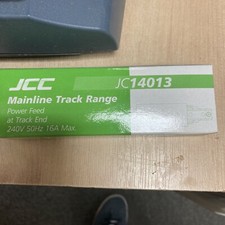 JCC JC14013
Mainline Track Range
Power Feed
at Track End
240V 50Hz 16A Max